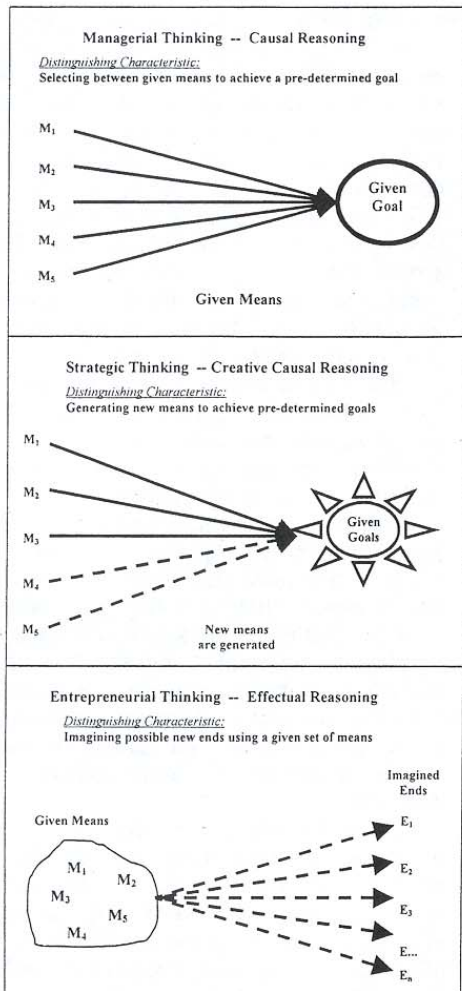 Managerial Thinking -- Causal Reasoning
Distinguishing Characteristic:
Selecting between given means to achieve a pre-determined goal
M1
M2
M3
M4
M5
Given
Goal
Given Means
Strategic Thinking -- Creative Causal Reasoning
Distinguishing Characteristic:
Generating new means to achieve pre-determined goals
M1
M2
M3
M4
M5
Given
Goals
New means
are generated
Entrepreneurial Thinking -- Effectual Reasoning
Distinguishing Characteristic:
Imagining possible new ends using a given set of means
Imagined
Ends
Given Means
M1
M2
M3
M5
M4
E1
E2
E3
E...
En